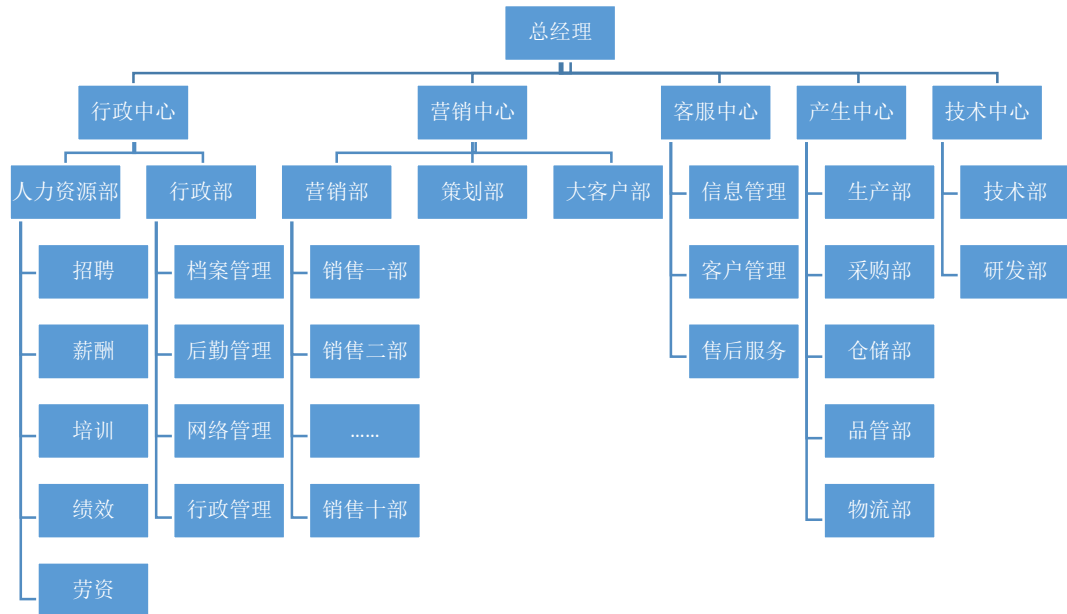 总经理
行政中心
营销中心
客服中心
产生中心
技术中心
人力资源部
行政部
营销部
策划部
大客户部
信息管理
生产部
技术部
招聘
档案管理
销售一部
客户管理
采购部
研发部
薪酬
后勤管理
销售二部
售后服务
仓储部
培训
网络管理
......
品管部
绩效
行政管理
销售十部
物流部
劳资